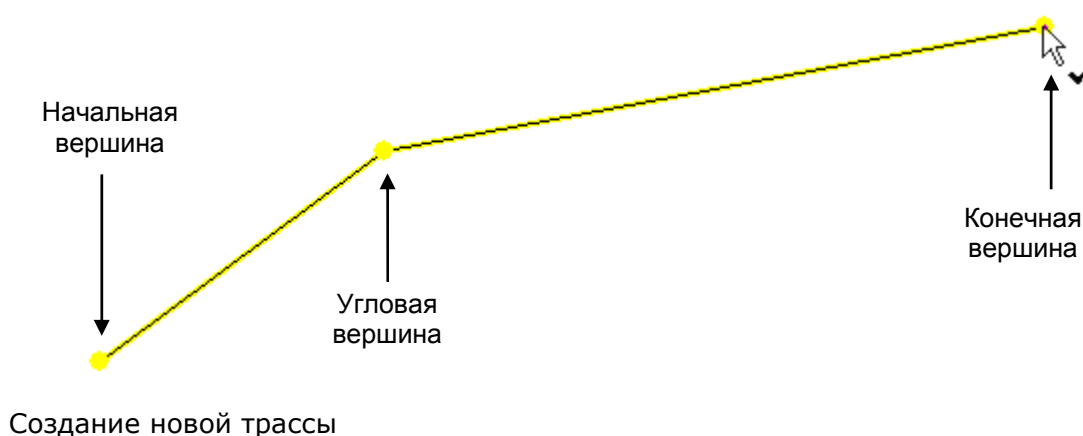 Начальная
вершина
Конечная
вершина
Угловая
вершина
Создание новой трассы